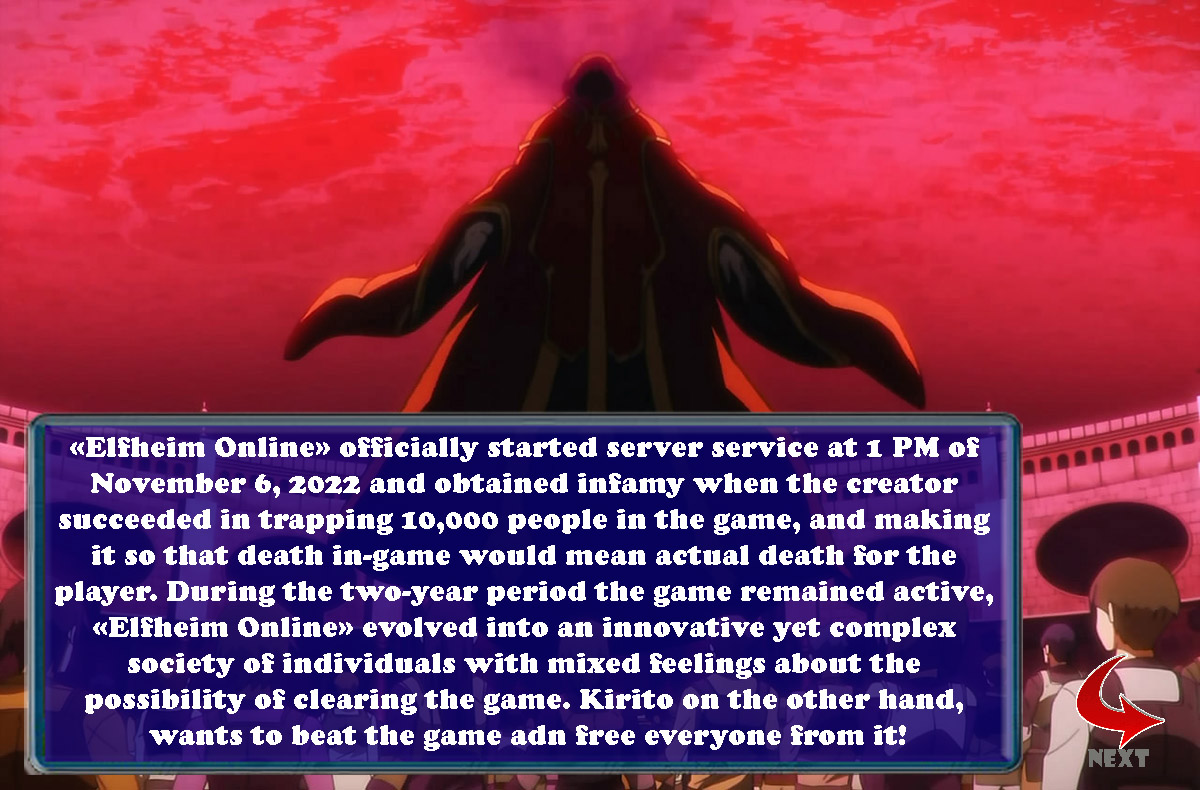 «Elfheim Online» officially started server service at 1 PM of
November 6, 2022 and obtained infamy when the creator
succeeded in trapping 10,000 people in the game, and making
it so that death in-game would mean actual death for the
player. During the two-year period the game remained active,
«Elfheim Online» evolved into an innovative yet complex
society of individuals with mixed feelings about the
possibility of clearing the game. Kirito on the other hand,
wants to beat the game adn free everyone from it!
NEXT